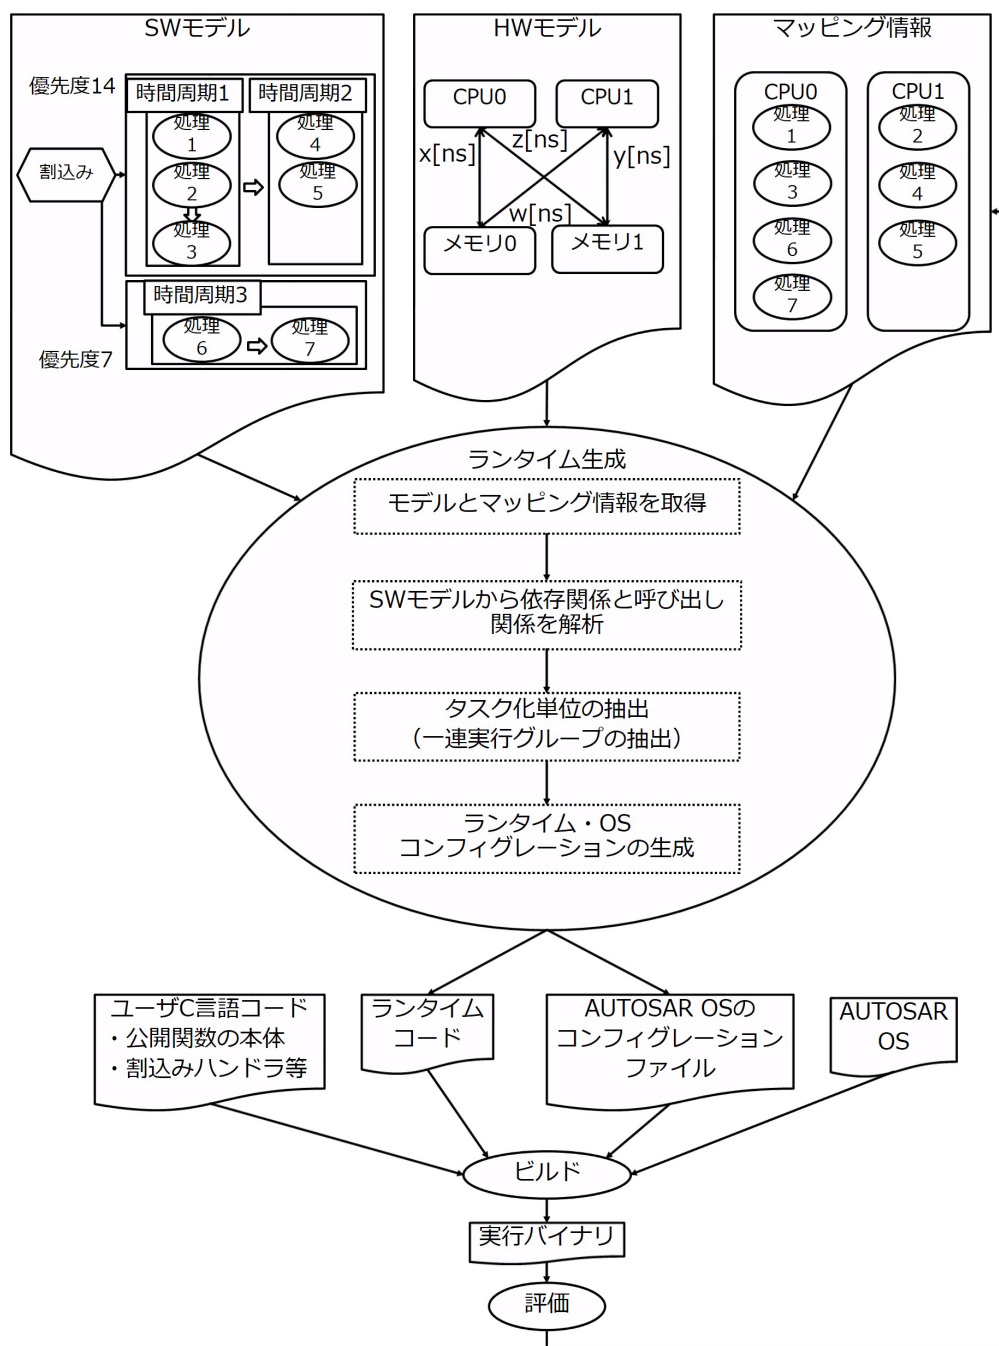 SWモデル
優先度14
時間周期1
時間周期2
処理
1
処理
2
処理
3
処理
4
処理
5
割込み
時間周期3
処理
6
処理
7
優先度7
HWモデル
CPU0
CPU1
x[ns]
z[ns]
y[ns]
w[ns]
メモリ0
メモリ1
マッピング情報
CPU0
処理
1
処理
3
処理
6
処理
7
CPU1
処理
2
処理
4
処理
5
ランタイム生成
モデルとマッピング情報を取得
SWモデルから依存関係と呼び出し
関係を解析
タスク化単位の抽出
（一連実行グループの抽出）
ランタイム・OS
コンフィグレーションの生成
ユーザC言語コード
・公開関数の本体
・割込みハンドラ等
ランタイム
コード
AUTOSAR OSの
コンフィグレーション
ファイル
AUTOSAR
OS
ビルド
実行バイナリ
評価